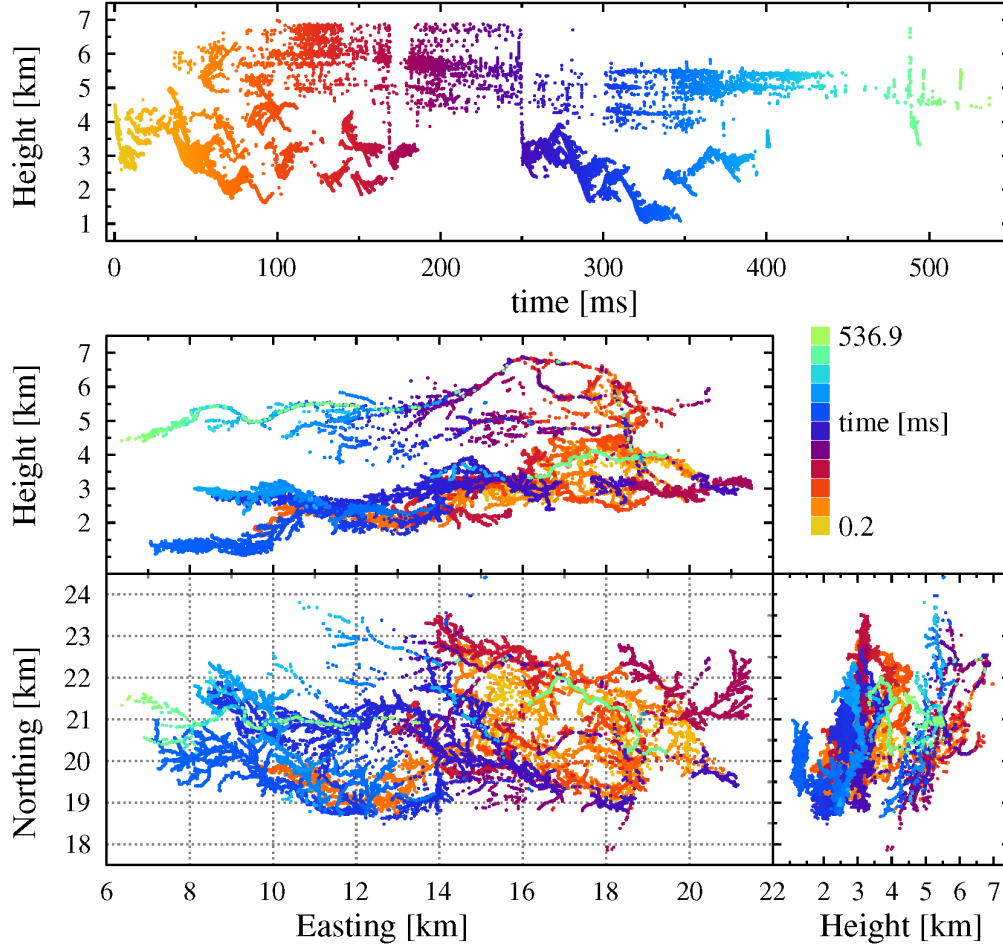 Height [km]
7
6
5
4
3
2
1
0 100 200 300 400 500
time [ms]
Height [km]
7
6
5
4
3
2
536.9
time [ms]
0.2
Northing [km]
24
23
22
21
20
19
18
6 8 10 12 14 16 18 20 22
2 3 4 5 6 7
Easting [km]
Height [km]